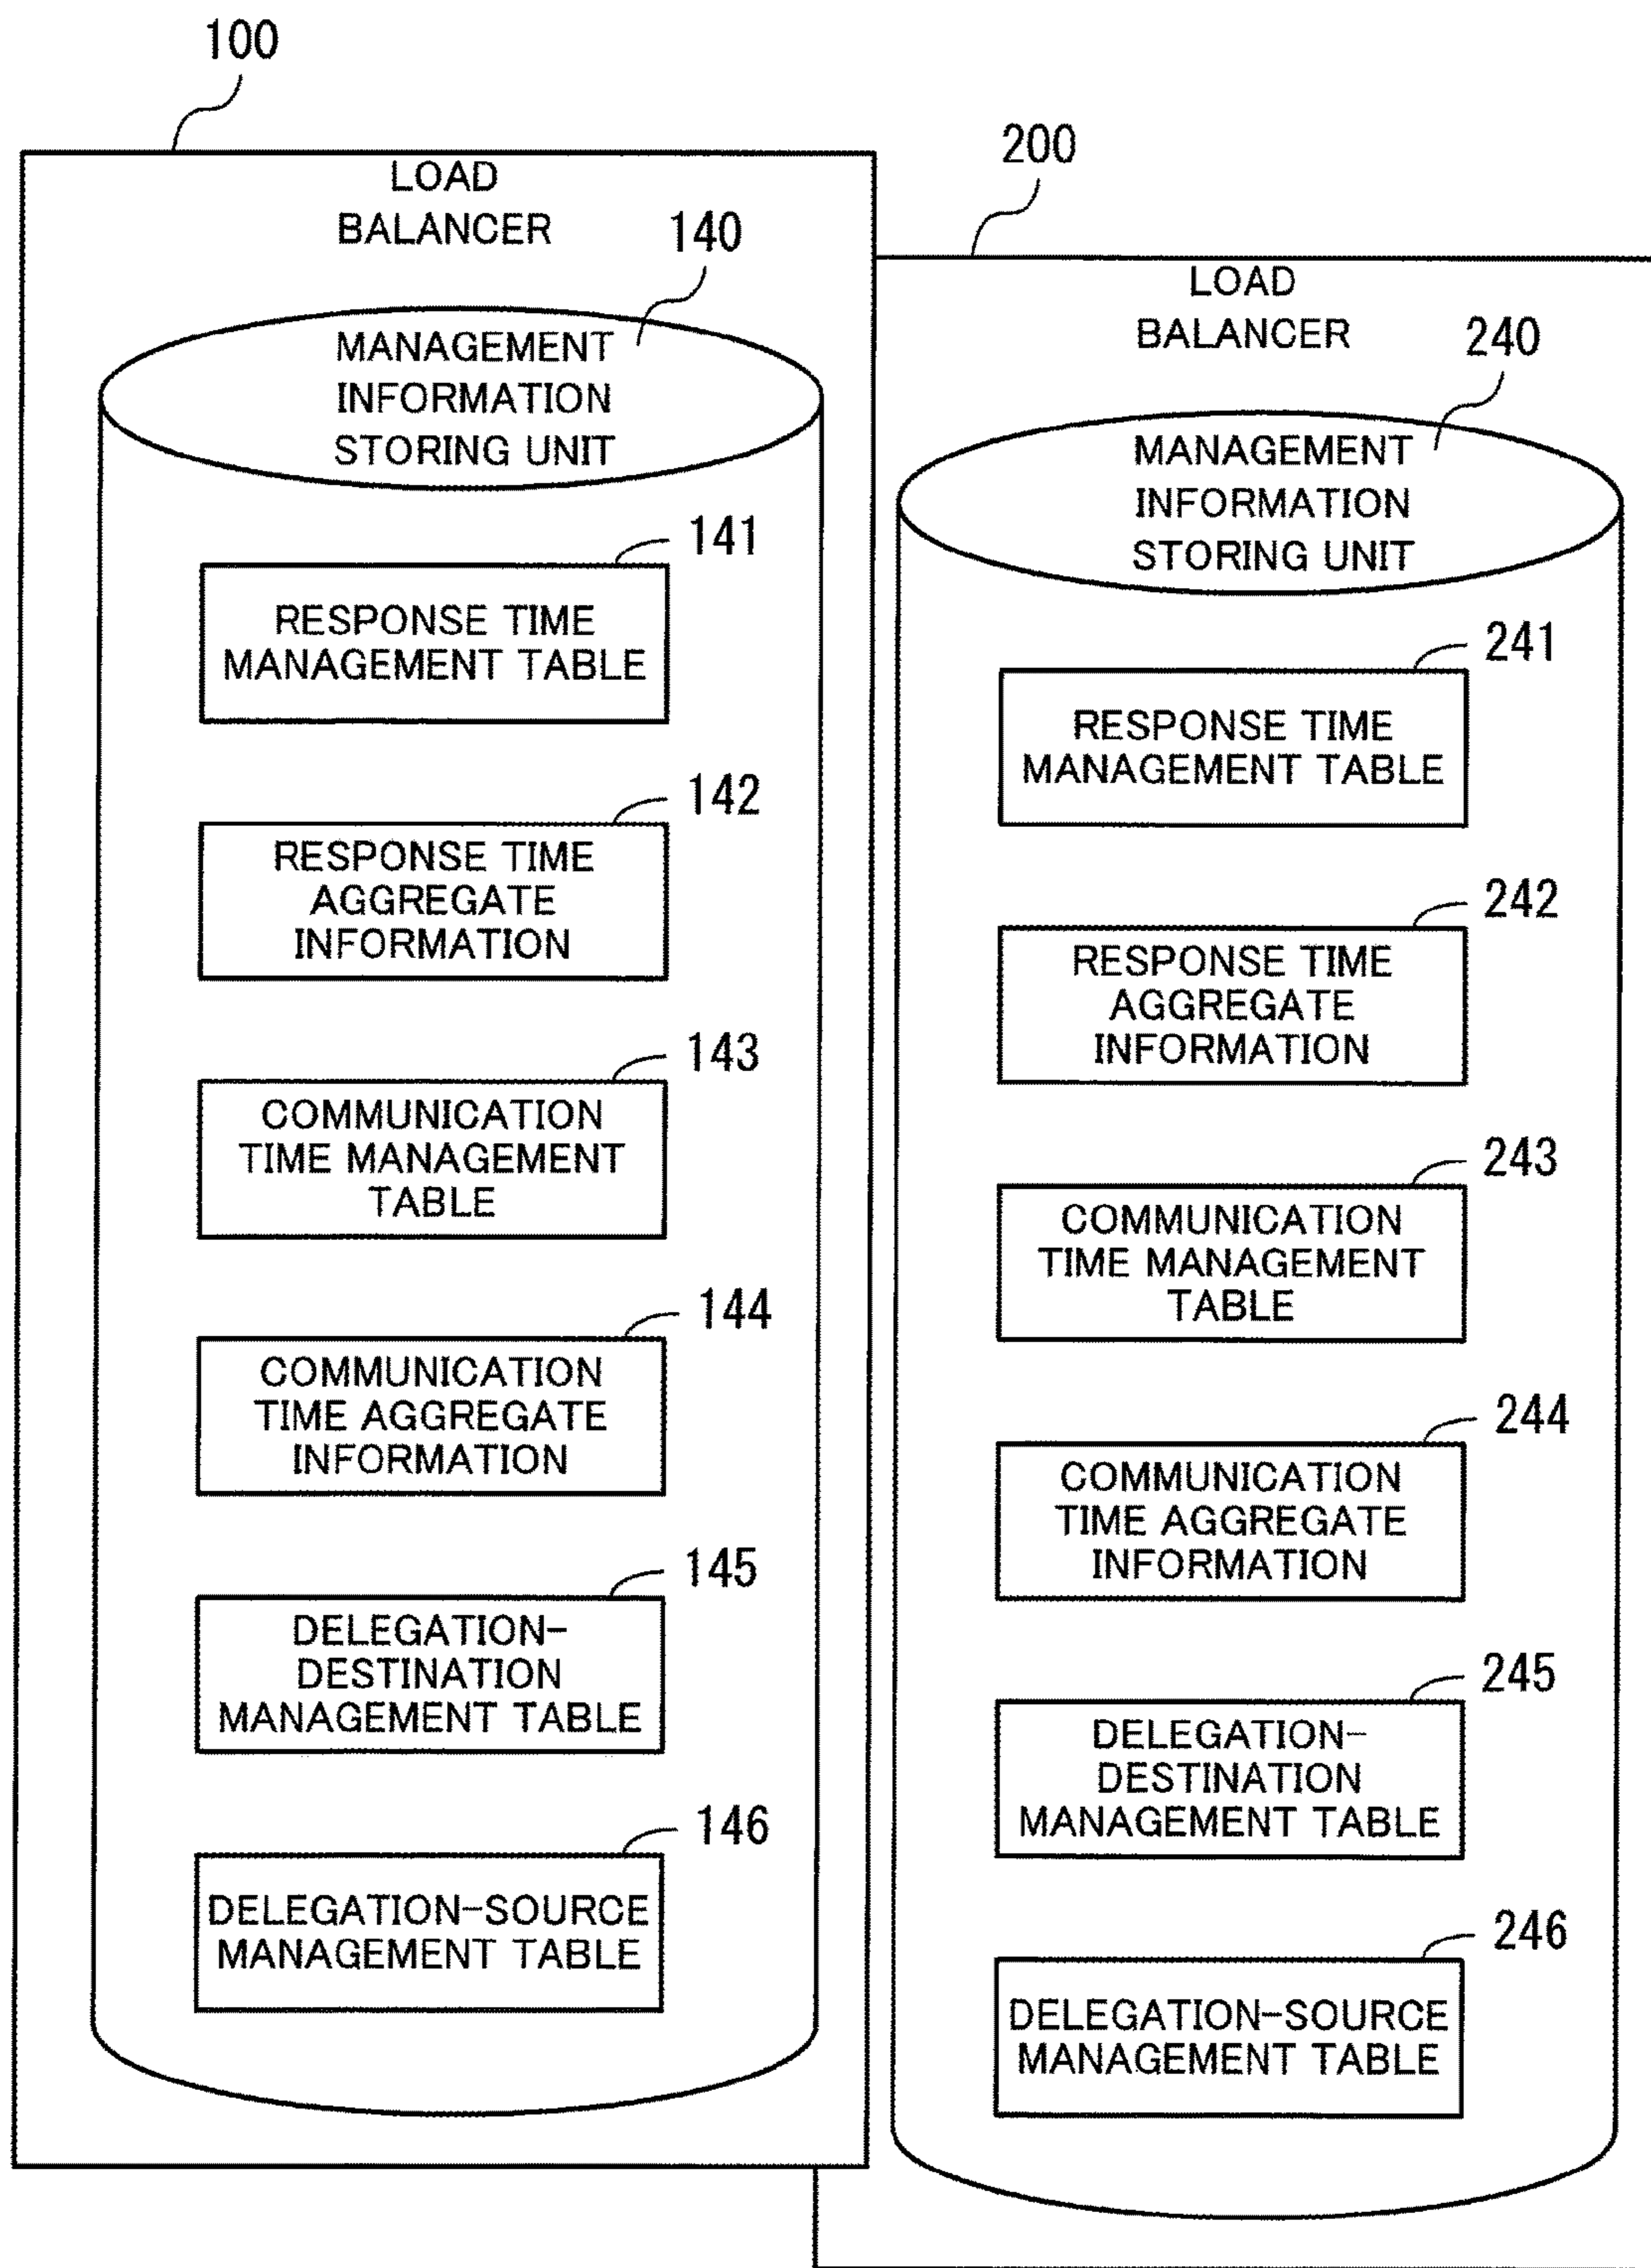 100
LOAD
BALANCER
140
MANAGEMENT
INFORMATION
STORING UNIT
141
RESPONSE TIME
MANAGEMENT TABLE
142
RESPONSE TIME
AGGREGATE
INFORMATION
143
COMMUNICATION
TIME MANAGEMENT
TABLE
144
COMMUNICATION
TIME AGGREGATE
INFORMATION
145
DELEGATION-
DESTINATION
MANAGEMENT TABLE
146
DELEGATION-SOURCE
MANAGEMENT TABLE
200
LOAD
BALANCER
240
MANAGEMENT
INFORMATION
STORING UNIT
241
RESPONSE TIME
MANAGEMENT TABLE
242
RESPONSE TIME
AGGREGATE
INFORMATION
243
COMMUNICATION
TIME MANAGEMENT
TABLE
244
COMMUNICATION
TIME AGGREGATE
INFORMATION
245
DELEGATION-
DESTINATION
MANAGEMENT TABLE
246
DELEGATION-SOURCE
MANAGEMENT TABLE